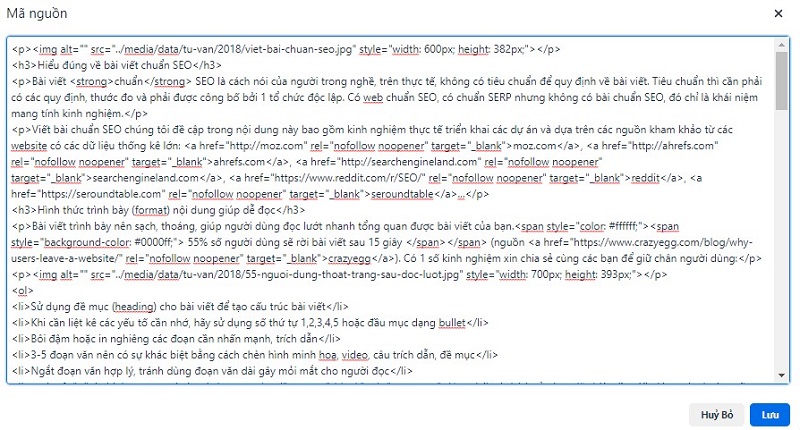 Mã nguồn
<p><img alt="" src="../media/data/tu-van/2018/viet-bai-chuan-seo.jpg" style="width: 600px; height: 382px;"></p>
<h3>Hiểu đúng về bài viết chuẩn SEO</h3>
<p>Bài viết <strong>chuẩn</strong> SEO là cách nói của người trong nghề, trên thực tế, không có tiêu chuẩn để quy định về bài viết. Tiêu chuẩn thì cần phải
có các quy định, thước đo và phải được công bố bởi 1 tổ chức độc lập. Có web chuẩn SEO, có chuẩn SERP nhưng không có bài chuẩn SEO, đó chỉ là khái niệm
mang tính kinh nghiệm.</p>
<p>Viết bài chuẩn SEO chúng tôi đề cập trong nội dung này bao gồm kinh nghiệm thực tế triển khai các dự án và dựa trên các nguồn kham khảo từ các
website có các dữ liệu thống kê lớn: <a href="http://moz.com" rel="nofollow noopener" target="_blank">moz.com</a>, <a href="http://ahrefs.com"
rel="nofollow noopener" target="_blank">ahrefs.com</a>, <a href="http://searchengineland.com" rel="nofollow noopener"
target="_blank">searchengineland.com</a>, <a href="https://www.reddit.com/r/SEO/" rel="nofollow noopener" target="_blank">reddit</a>, <a
href="https://seroundtable.com" rel="nofollow noopener" target="_blank">seroundtable</a>...</p>
<h3>Hình thức trình bày (format) nội dung giúp dễ đọc</h3>
<p>Bài viết trình bày nên sạch, thoáng, giúp người dùng đọc lướt nhanh tổng quan được bài viết của bạn.<span style="color: #ffffff;"><span
style="background-color: #0000ff;"> 55% số người dùng sẽ rời bài viết sau 15 giây </span></span> (nguồn <a href="https://www.crazyegg.com/blog/why-
users-leave-a-website/" rel="nofollow noopener" target="_blank">crazyegg</a>). Có 1 số kinh nghiệm xin chia sẻ cùng các bạn để giữ chân người dùng:</p>
<p><img alt="" src="../media/data/tu-van/2018/55-nguoi-dung-thoat-trang-sau-doc-luot.jpg" style="width: 700px; height: 393px;"></p>
<ol>
<li>Sử dụng đề mục (heading) cho bài viết để tạo cấu trúc bài viết</li>
<li>Khi cần liệt kê các yếu tố cần nhớ, hãy sử dụng số thứ tự 1,2,3,4,5 hoặc đầu mục dạng bullet</li>
<li>Bôi đậm hoặc in nghiêng các đoạn cần nhấn mạnh, trích dẫn</li>
<li>3-5 đoạn văn nên có sự khác biệt bằng cách chèn hình minh họa, video, câu trích dẫn, đề mục</li>
<li>Ngắt đoạn văn hợp lý, tránh dùng đoạn văn dài gây mỏi mắt cho người đọc</li>
Huỷ Bỏ
Lưu